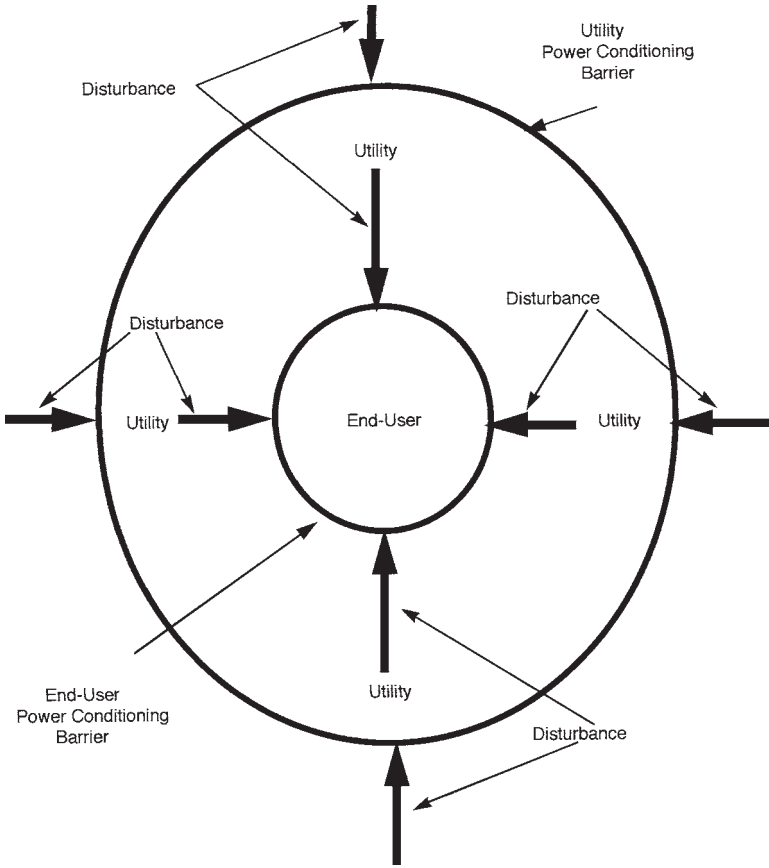 Utility
Power Conditioning
Barrier
Disturbance
Utility
Disturbance
Disturbance
Utility
End-User
Utility
Utility
End-User
Power Conditioning
Barrier
Disturbance